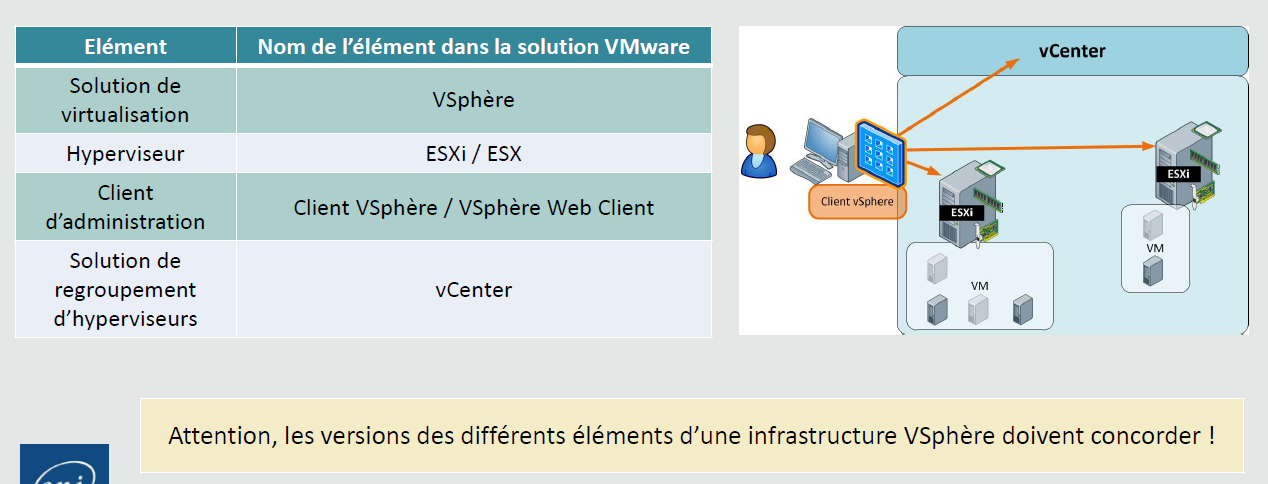 Elément
Nom de l’élément dans la solution VMware
Solution de
virtualisation
VSphère
Hyperviseur
ESXi / ESX
Client
d’administration
Client VSphère / VSphère Web Client
Solution de
regroupement
d’hyperviseurs
vCenter
vCenter
Client vSphere
ESXi
ESXi
VM
VM
Attention, les versions des différents éléments d’une infrastructure VSphère doivent concorder !